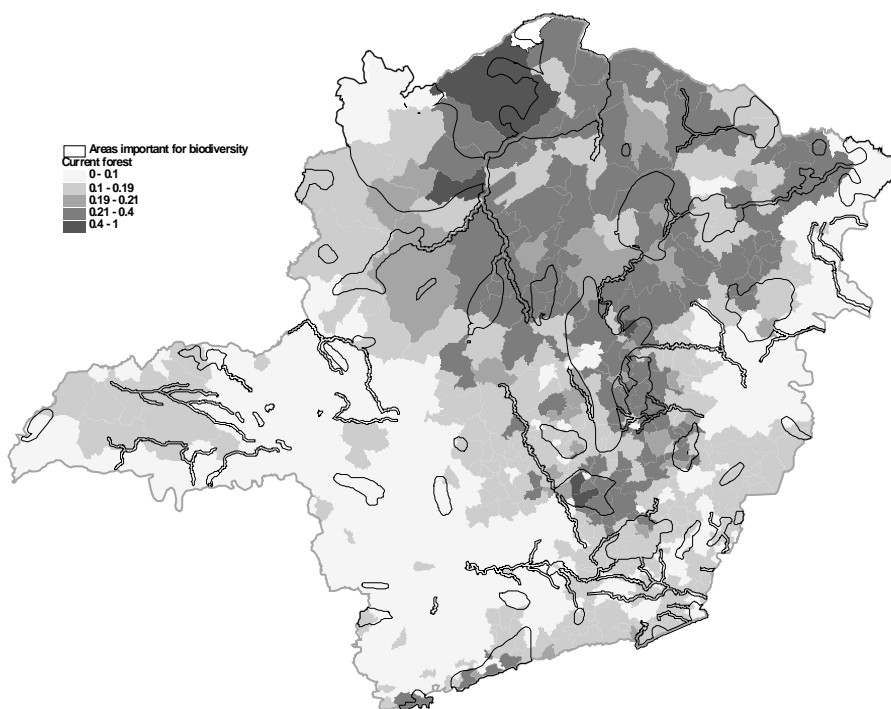 Areas important for biodiversity
Current forest
0 - 0.1
0.1 - 0.19
0.19 - 0.21
0.21 - 0.4
0.4 - 1